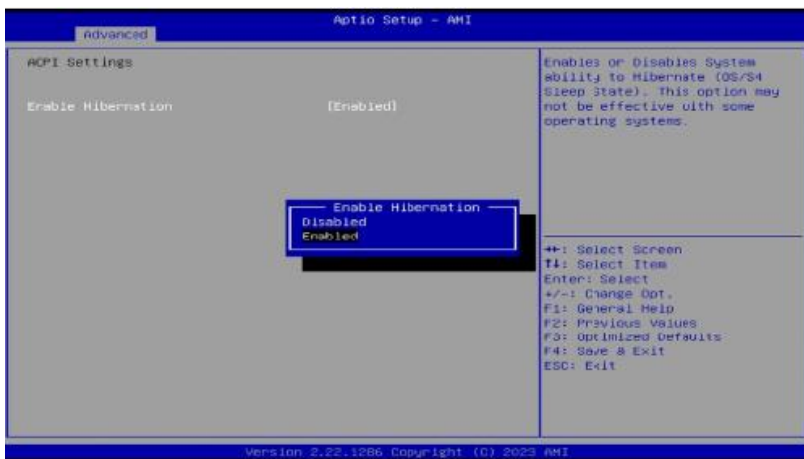 Aptio Setup - AMI
Advanced
ACPI Settings
Enable Hibernation [Enabled]
Enables or Disables System
ability to Hibernate (OS/S4
Sleep State). This option may
not be effective with some
operating systems.
Enable Hibernation
Disabled
Enabled
→←: Select Screen
↑↓: Select Item
Enter: Select
+/-: Change Opt.
F1: General Help
F2: Previous Values
F3: Optimized Defaults
F4: Save & Exit
ESC: Exit
Version 2.22.1286 Copyright (C) 2023 AMI